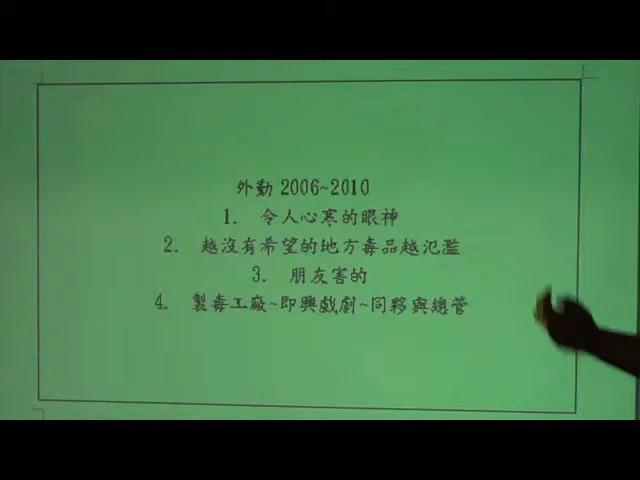 外勤 2006~2010
1. 令人心寒的眼神
2. 越沒有希望的地方毒品越氾濫
3. 朋友害的
4. 製毒工廠~即興戲劇~同夥與總管